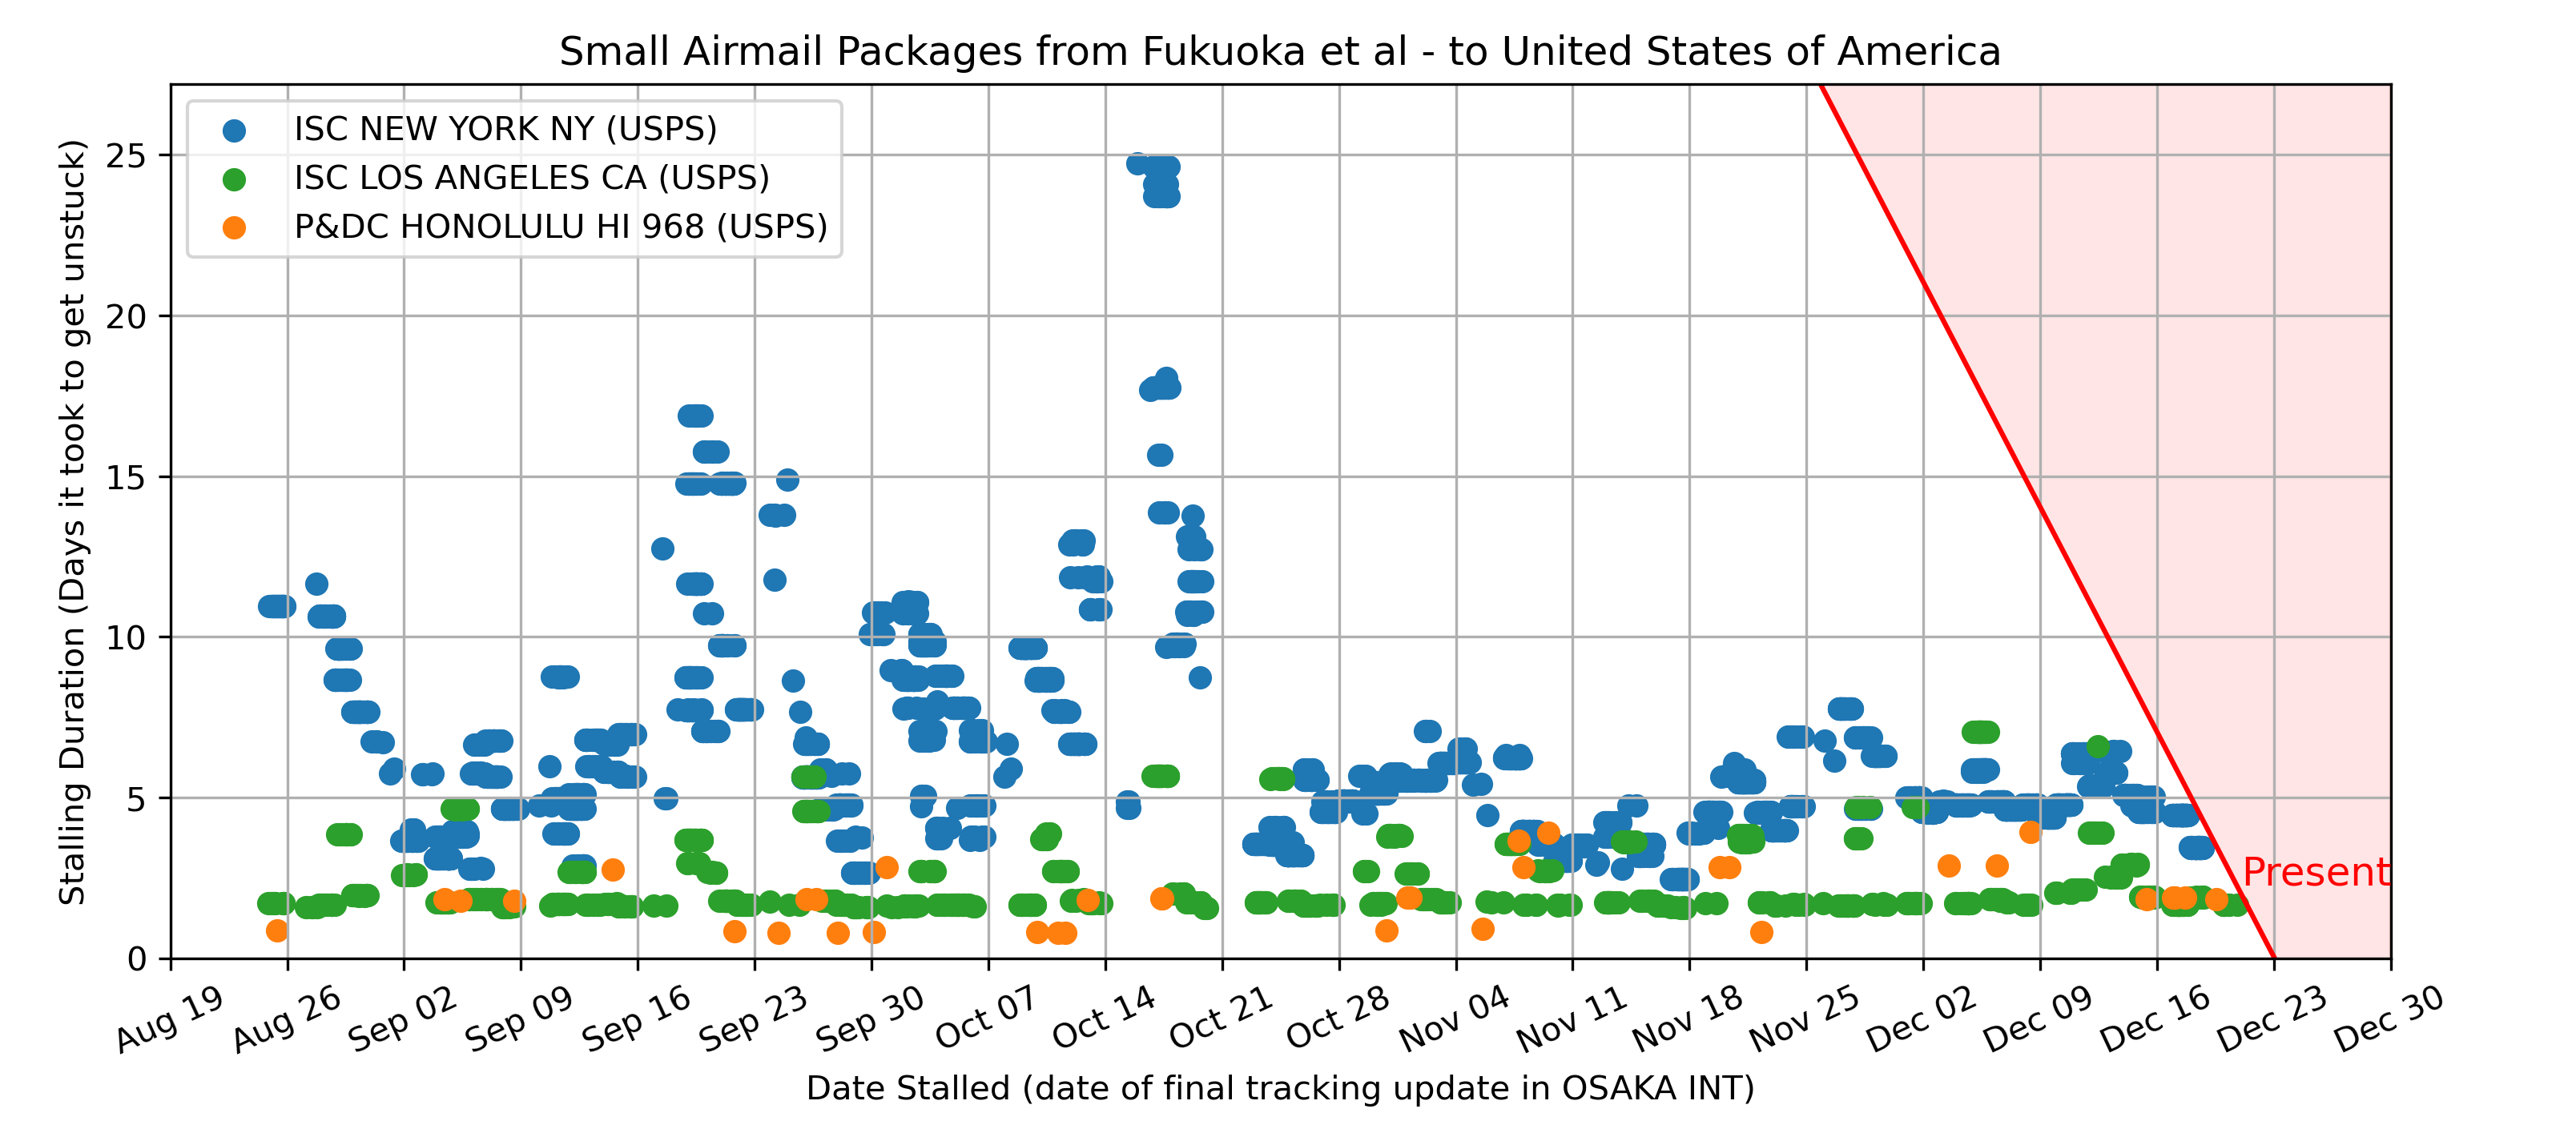 Small Airmail Packages from Fukuoka et al - to United States of America
ISC NEW YORK NY (USPS)
ISC LOS ANGELES CA (USPS)
P&DC HONOLULU HI 968 (USPS)
Stalling Duration (Days it took to get unstuck)
25
20
15
10
5
0
Present
Aug 19
Aug 26
Sep 02
Sep 09
Sep 16
Sep 23
Sep 30
Oct 07
Oct 14
Oct 21
Oct 28
Nov 04
Nov 11
Nov 18
Nov 25
Dec 02
Dec 09
Dec 16
Dec 23
Dec 30
Date Stalled (date of final tracking update in OSAKA INT)